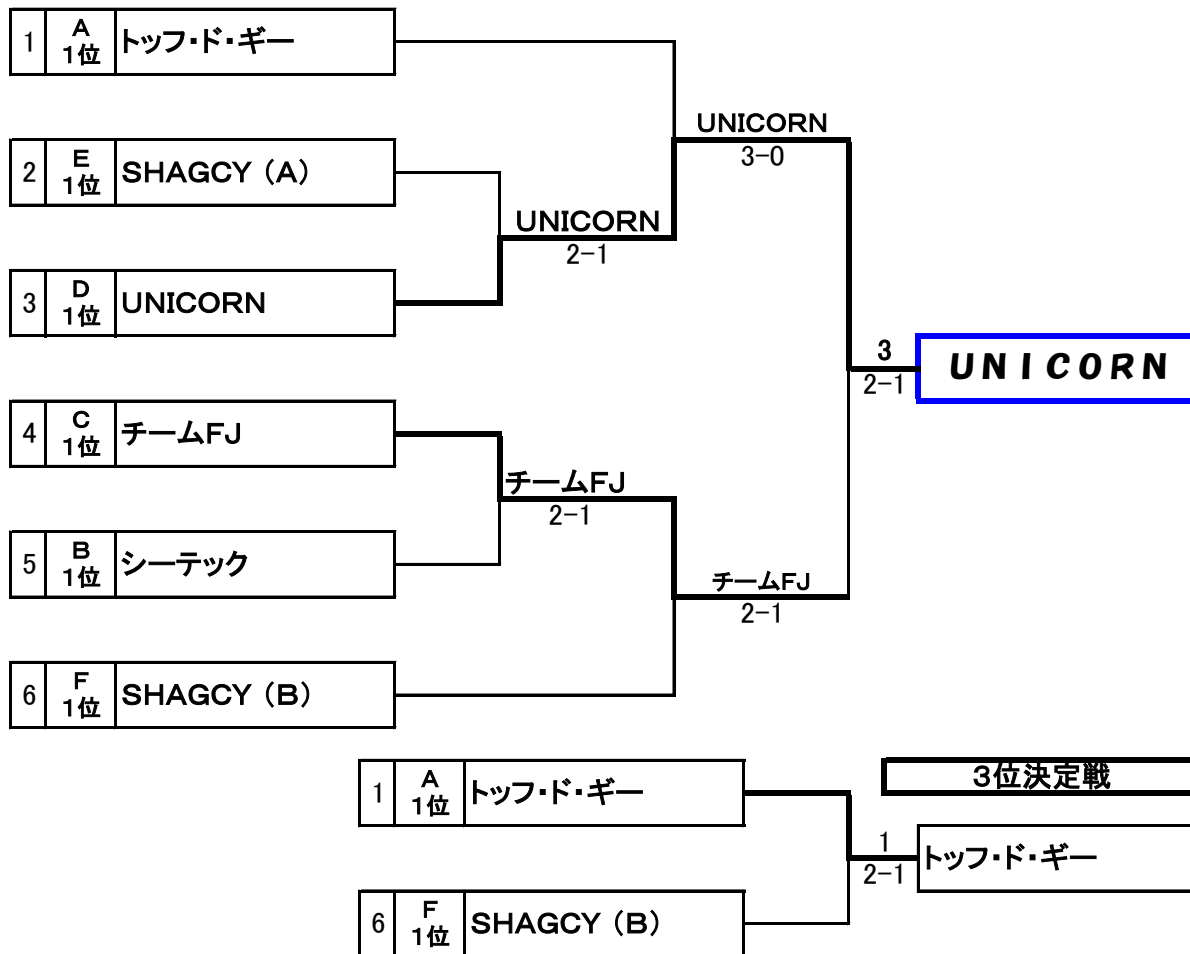 1 A 1位 トッフ・ド・ギー
UNICORN
3-0
2 E 1位 SHAGCY（A）
UNICORN
2-1
3 D 1位 UNICORN
3
2-1
UNICORN
4 C 1位 チームFJ
チームFJ
2-1
5 B 1位 シーテック
チームFJ
2-1
6 F 1位 SHAGCY（B）
3位決定戦
1 A 1位 トッフ・ド・ギー
1
2-1
トッフ・ド・ギー
6 F 1位 SHAGCY（B）